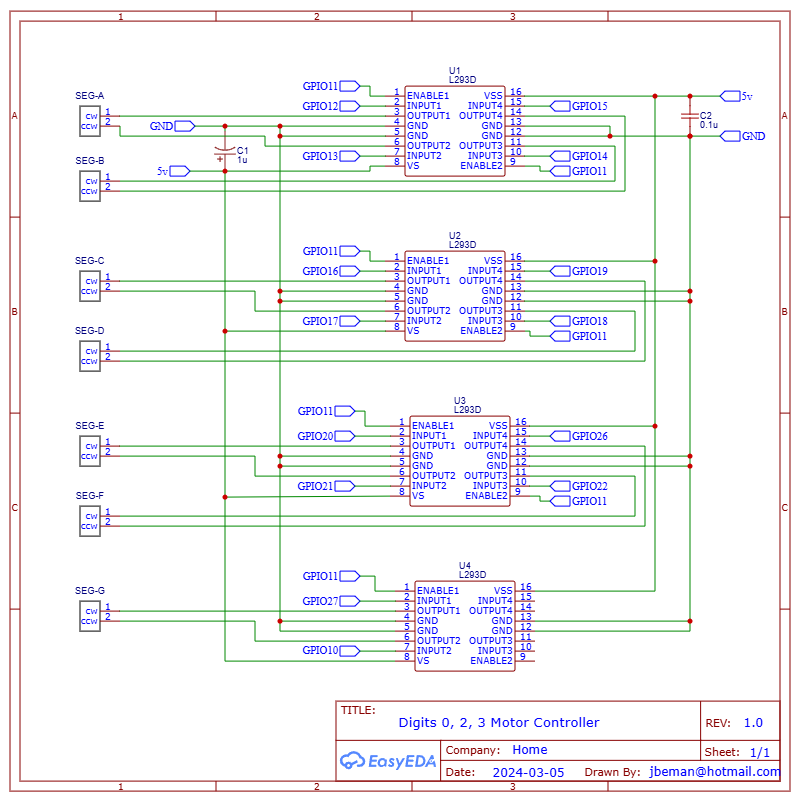 1 2 3
A A
B B
C C
SEG-A
CW 1
CCW 2
SEG-B
CW 1
CCW 2
GND
5v
C1
1u
U1
L293D
GPIO11
GPIO12
GPIO13
1 ENABLE1 VSS 16
2 INPUT1 INPUT4 15
3 OUTPUT1 OUTPUT4 14
4 GND GND 13
5 GND GND 12
6 OUTPUT2 OUTPUT3 11
7 INPUT2 INPUT3 10
8 VS ENABLE2 9
GPIO15
GPIO14
GPIO11
5v
C2
0.1u
GND
SEG-C
CW 1
CCW 2
SEG-D
CW 1
CCW 2
U2
L293D
GPIO11
GPIO16
GPIO17
1 ENABLE1 VSS 16
2 INPUT1 INPUT4 15
3 OUTPUT1 OUTPUT4 14
4 GND GND 13
5 GND GND 12
6 OUTPUT2 OUTPUT3 11
7 INPUT2 INPUT3 10
8 VS ENABLE2 9
GPIO19
GPIO18
GPIO11
SEG-E
CW 1
CCW 2
SEG-F
CW 1
CCW 2
U3
L293D
GPIO11
GPIO20
GPIO21
1 ENABLE1 VSS 16
2 INPUT1 INPUT4 15
3 OUTPUT1 OUTPUT4 14
4 GND GND 13
5 GND GND 12
6 OUTPUT2 OUTPUT3 11
7 INPUT2 INPUT3 10
8 VS ENABLE2 9
GPIO26
GPIO22
GPIO11
SEG-G
CW 1
CCW 2
U4
L293D
GPIO11
GPIO27
GPIO10
1 ENABLE1 VSS 16
2 INPUT1 INPUT4 15
3 OUTPUT1 OUTPUT4 14
4 GND GND 13
5 GND GND 12
6 OUTPUT2 OUTPUT3 11
7 INPUT2 INPUT3 10
8 VS ENABLE2 9
TITLE:
Digits 0, 2, 3 Motor Controller
REV: 1.0
EasyEDA
Company: Home
Sheet: 1/1
Date: 2024-03-05 Drawn By: jbeman@hotmail.com
1 2 3